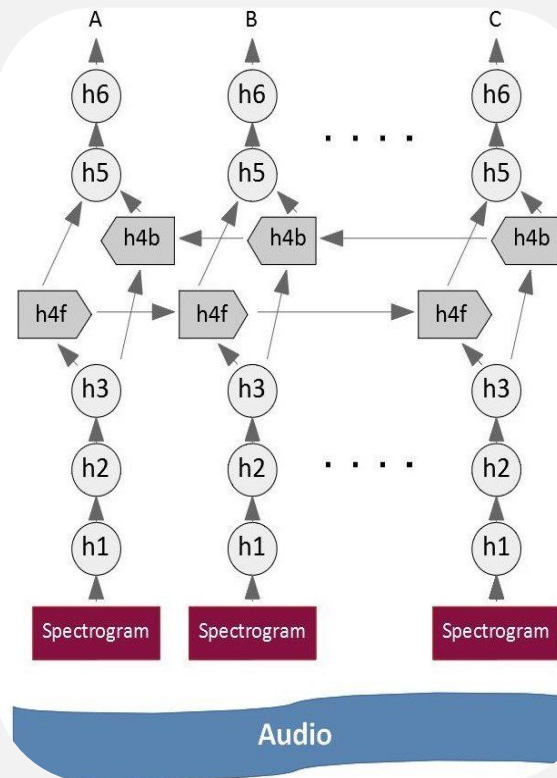 A B C
h6 h6 h6
. . . .
h5 h5 h5
h4b h4b h4b
h4f h4f h4f
h3 h3 h3
h2 h2 h2
. . . .
h1 h1 h1
Spectrogram Spectrogram Spectrogram
Audio